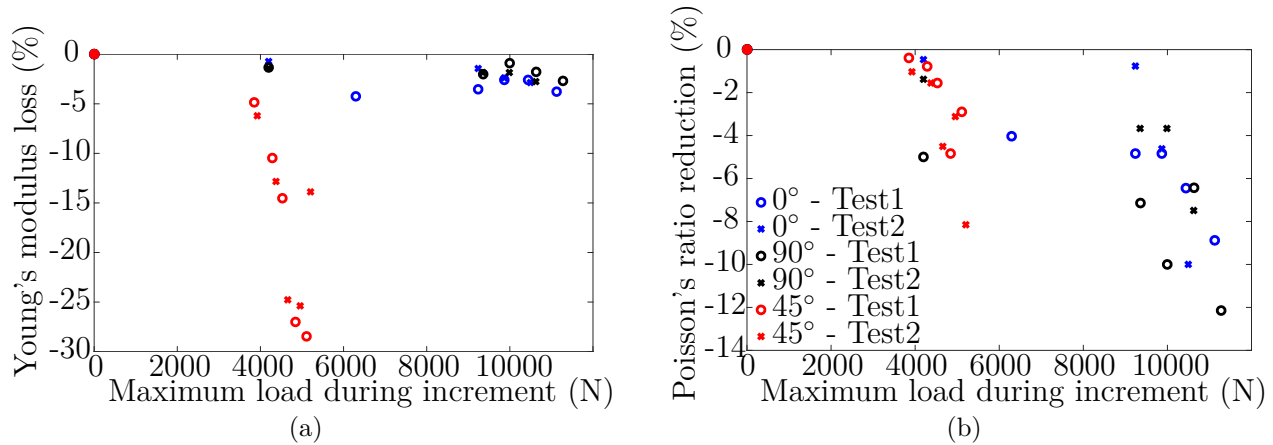 Young's modulus loss (%)
0
-5
-10
-15
-20
-25
-30
0 2000 4000 6000 8000 10000
Maximum load during increment (N)
(a)
Poisson's ratio reduction (%)
0
-2
-4
-6
-8
-10
-12
-14
0° - Test1
0° - Test2
90° - Test1
90° - Test2
45° - Test1
45° - Test2
0 2000 4000 6000 8000 10000
Maximum load during increment (N)
(b)